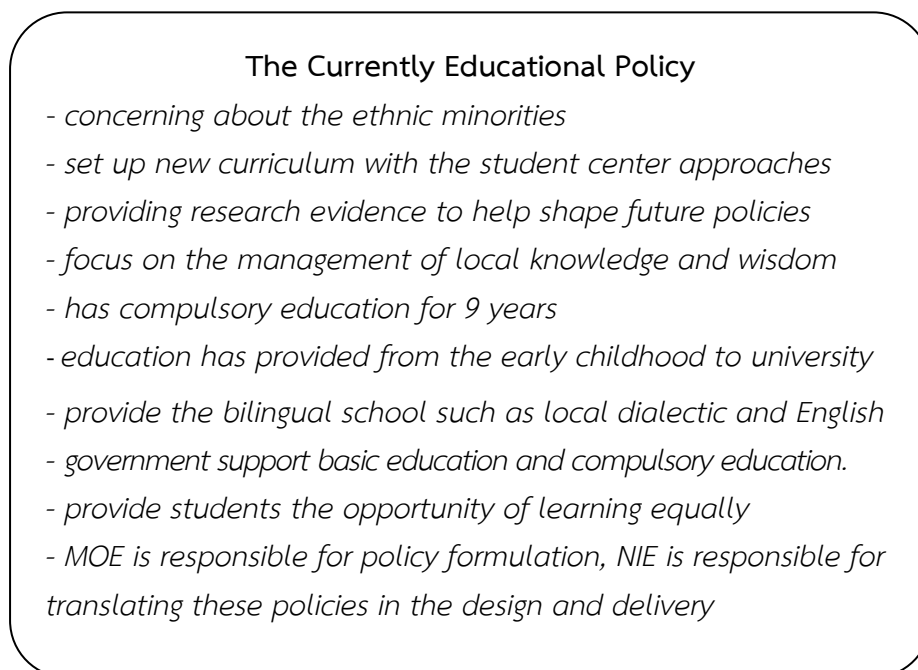 The Currently Educational Policy
- concerning about the ethnic minorities
- set up new curriculum with the student center approaches
- providing research evidence to help shape future policies
- focus on the management of local knowledge and wisdom
- has compulsory education for 9 years
- education has provided from the early childhood to university
- provide the bilingual school such as local dialectic and English
- government support basic education and compulsory education.
- provide students the opportunity of learning equally
- MOE is responsible for policy formulation, NIE is responsible for
translating these policies in the design and delivery